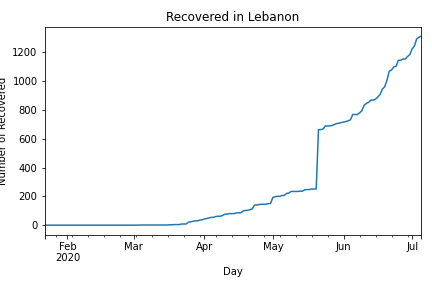 Recovered in Lebanon
Number of Recovered
1200
1000
800
600
400
200
0
Feb
2020
Mar
Apr
May
Jun
Jul
Day